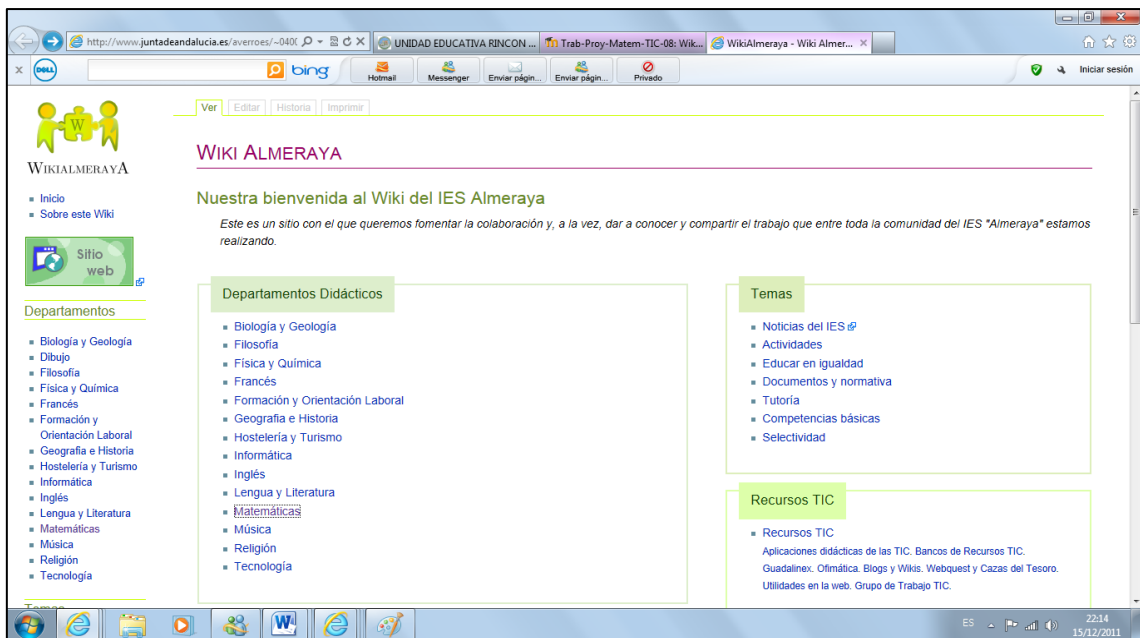 http://www.juntadeandalucia.es/averroes/~040(
UNIDAD EDUCATIVA RINCON ...
Trab-Proy-Matem-TIC-08: Wik...
WikiAlmeraya - Wiki Almer...
DELL
bing
Hotmail
Messenger
Enviar págin...
Enviar págin...
Privado
Iniciar sesión
W
WIKIALMERAYA
Inicio
Sobre este Wiki
Sitio
web
Departamentos
Biología y Geología
Dibujo
Filosofía
Física y Química
Francés
Formación y
Orientación Laboral
Geografia e Historia
Hostelería y Turismo
Informática
Inglés
Lengua y Literatura
Matemáticas
Música
Religión
Tecnología
Temas
Ver Editar Historia Imprimir
WIKI ALMERAYA
Nuestra bienvenida al Wiki del IES Almeraya
Este es un sitio con el que queremos fomentar la colaboración y, a la vez, dar a conocer y compartir el trabajo que entre toda la comunidad del IES "Almeraya" estamos
realizando.
Departamentos Didácticos
Biología y Geología
Filosofía
Física y Química
Francés
Formación y Orientación Laboral
Geografia e Historia
Hostelería y Turismo
Informática
Inglés
Lengua y Literatura
Matemáticas
Música
Religión
Tecnología
Temas
Noticias del IES
Actividades
Educar en igualdad
Documentos y normativa
Tutoría
Competencias básicas
Selectividad
Recursos TIC
Recursos TIC
Aplicaciones didácticas de las TIC. Bancos de Recursos TIC.
Guadalinex. Ofimática. Blogs y Wikis. Webquest y Cazas del Tesoro.
Utilidades en la web. Grupo de Trabajo TIC.
W
ES
22:14
15/12/2011